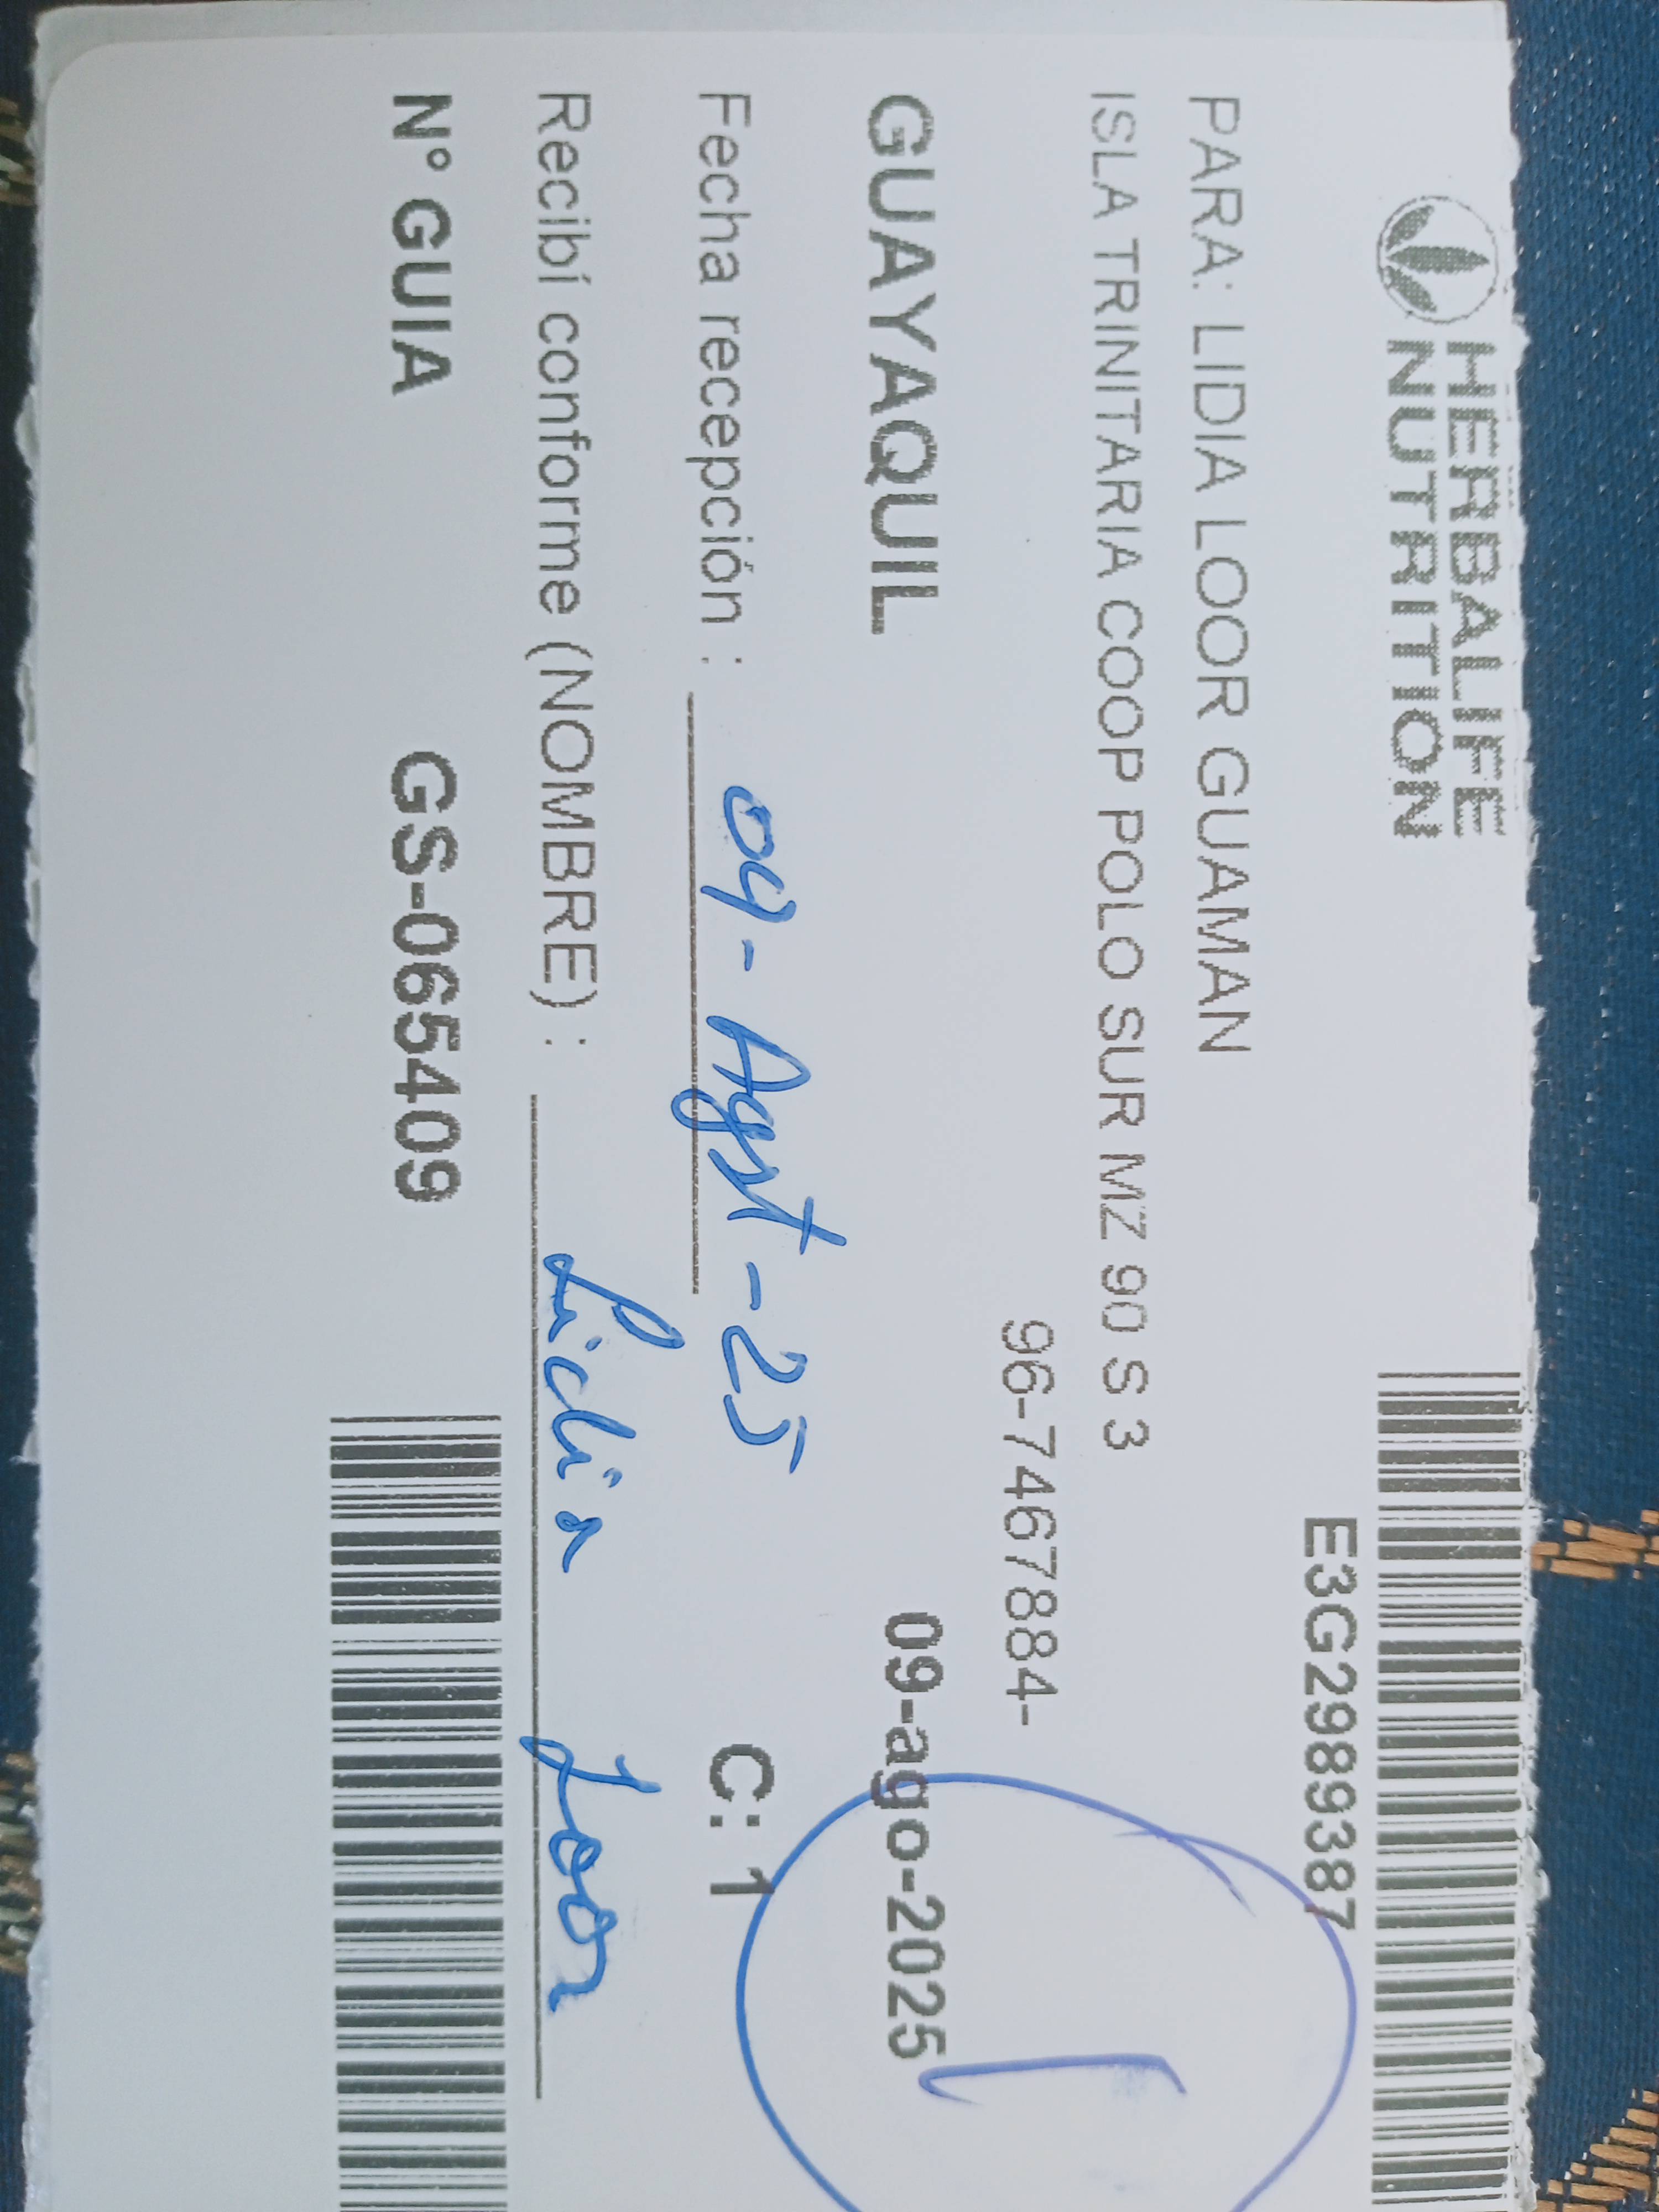 HERBALIFE
NUTRITION
E3G2989387
PARA: LIDIA LOOR GUAMAN
ISLA TRINITARIA COOP POLO SUR MZ 90 S 3
96-7467884-
GUAYAQUIL 09-ago-2025
Fecha recepción : 09-Agst-25 C: 1
Recibí conforme (NOMBRE) : Lidia Loor
N° GUIA GS-065409